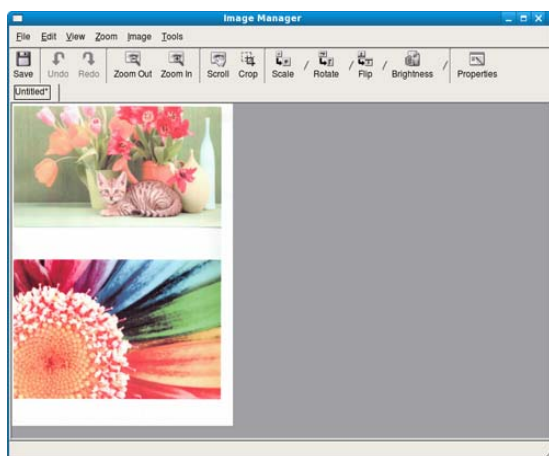 Image Manager
File Edit View Zoom Image Tools
Save Undo Redo Zoom Out Zoom In Scroll Crop Scale / Rotate / Flip / Brightness / Properties
Untitled*